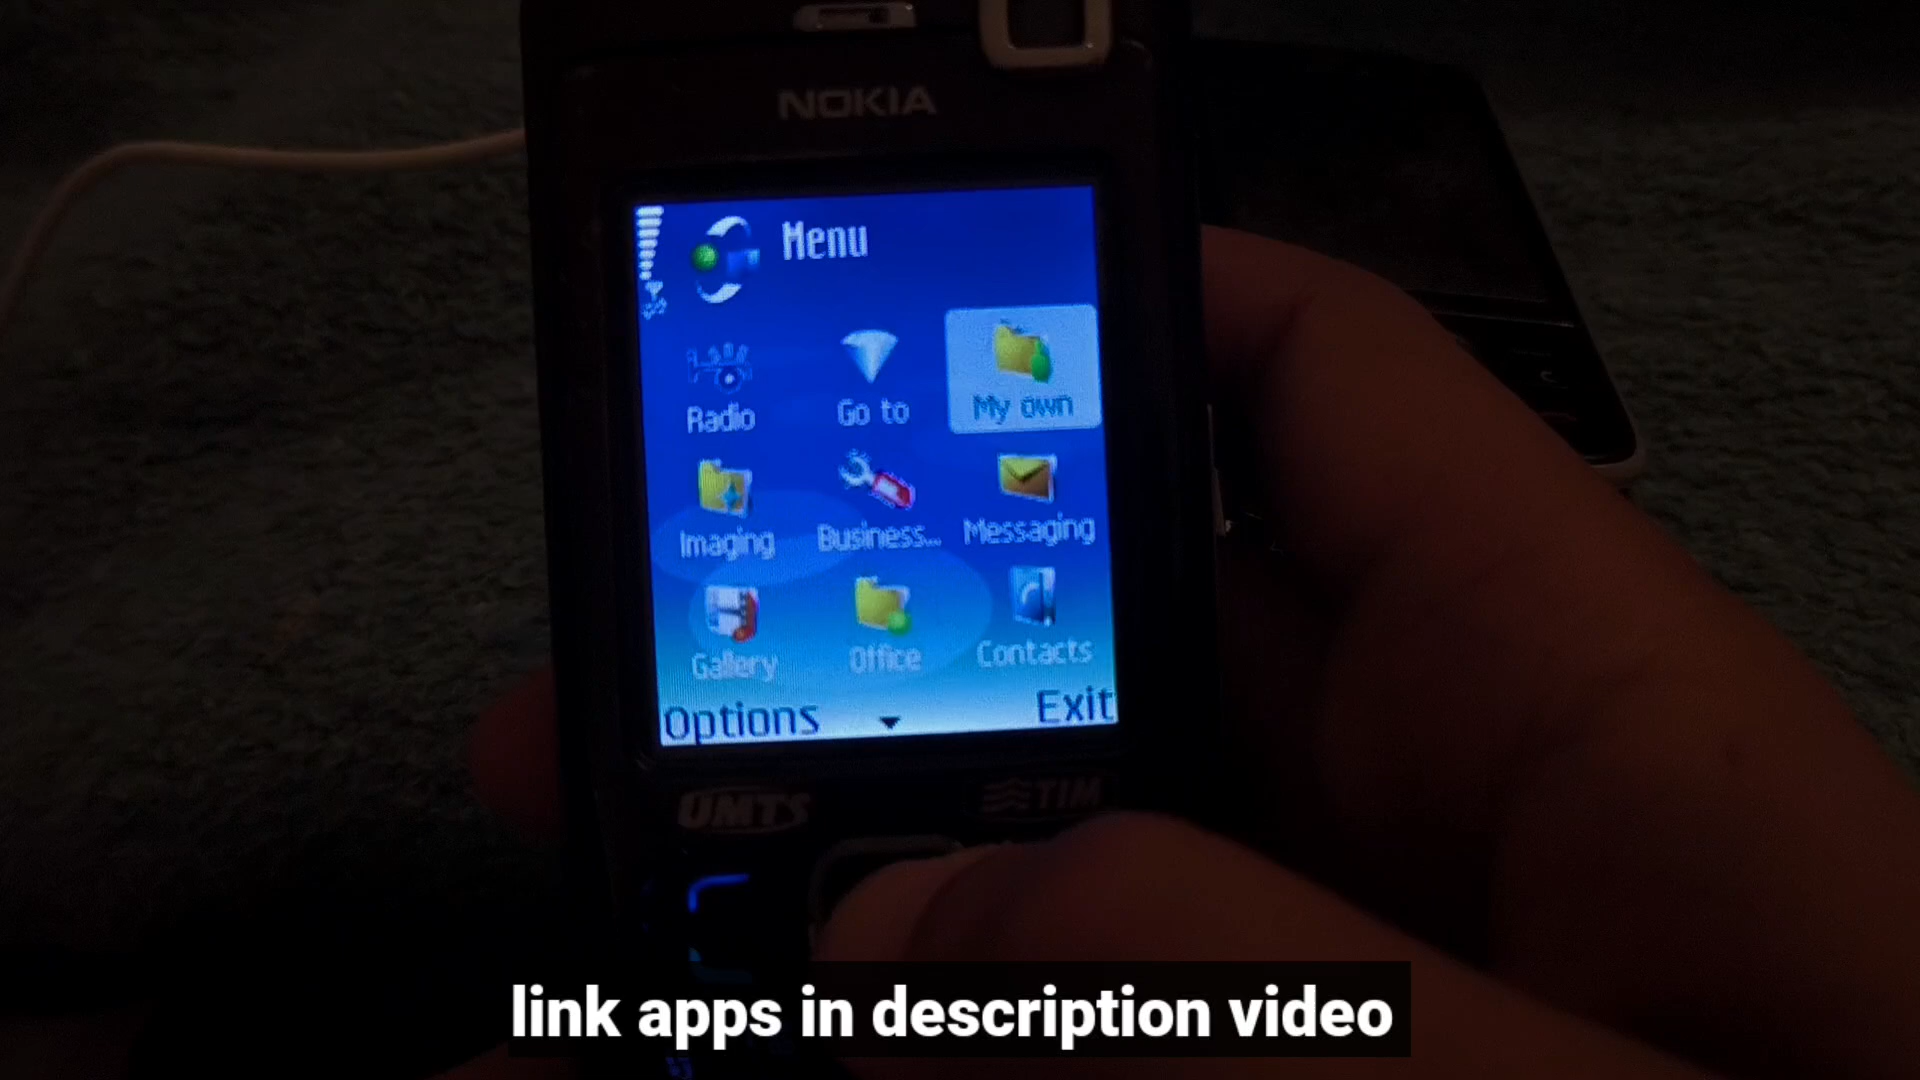 NOKIA
Menu
Radio
Go to
My own
Imaging
Business...
Messaging
Gallery
Office
Contacts
Options
Exit
UMTS
TIM
link apps in description video